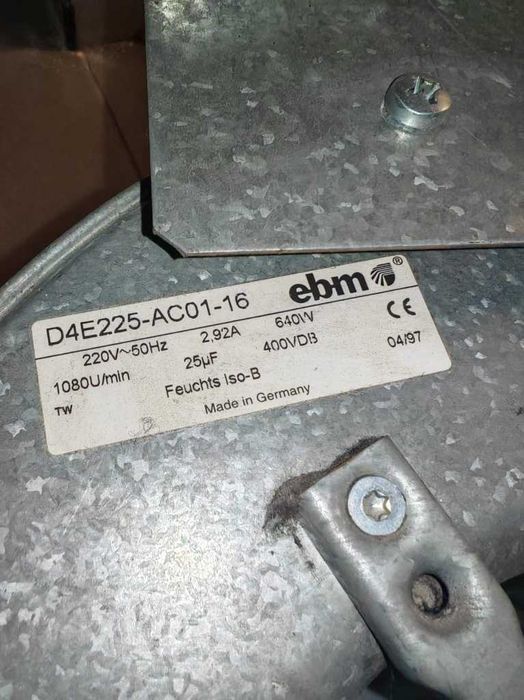 ebm®
D4E225-AC01-16
220V~50Hz 2,92A 640W CE
1080U/min 25µF 400VDB 04/97
TW Feuchts Iso-B
Made in Germany